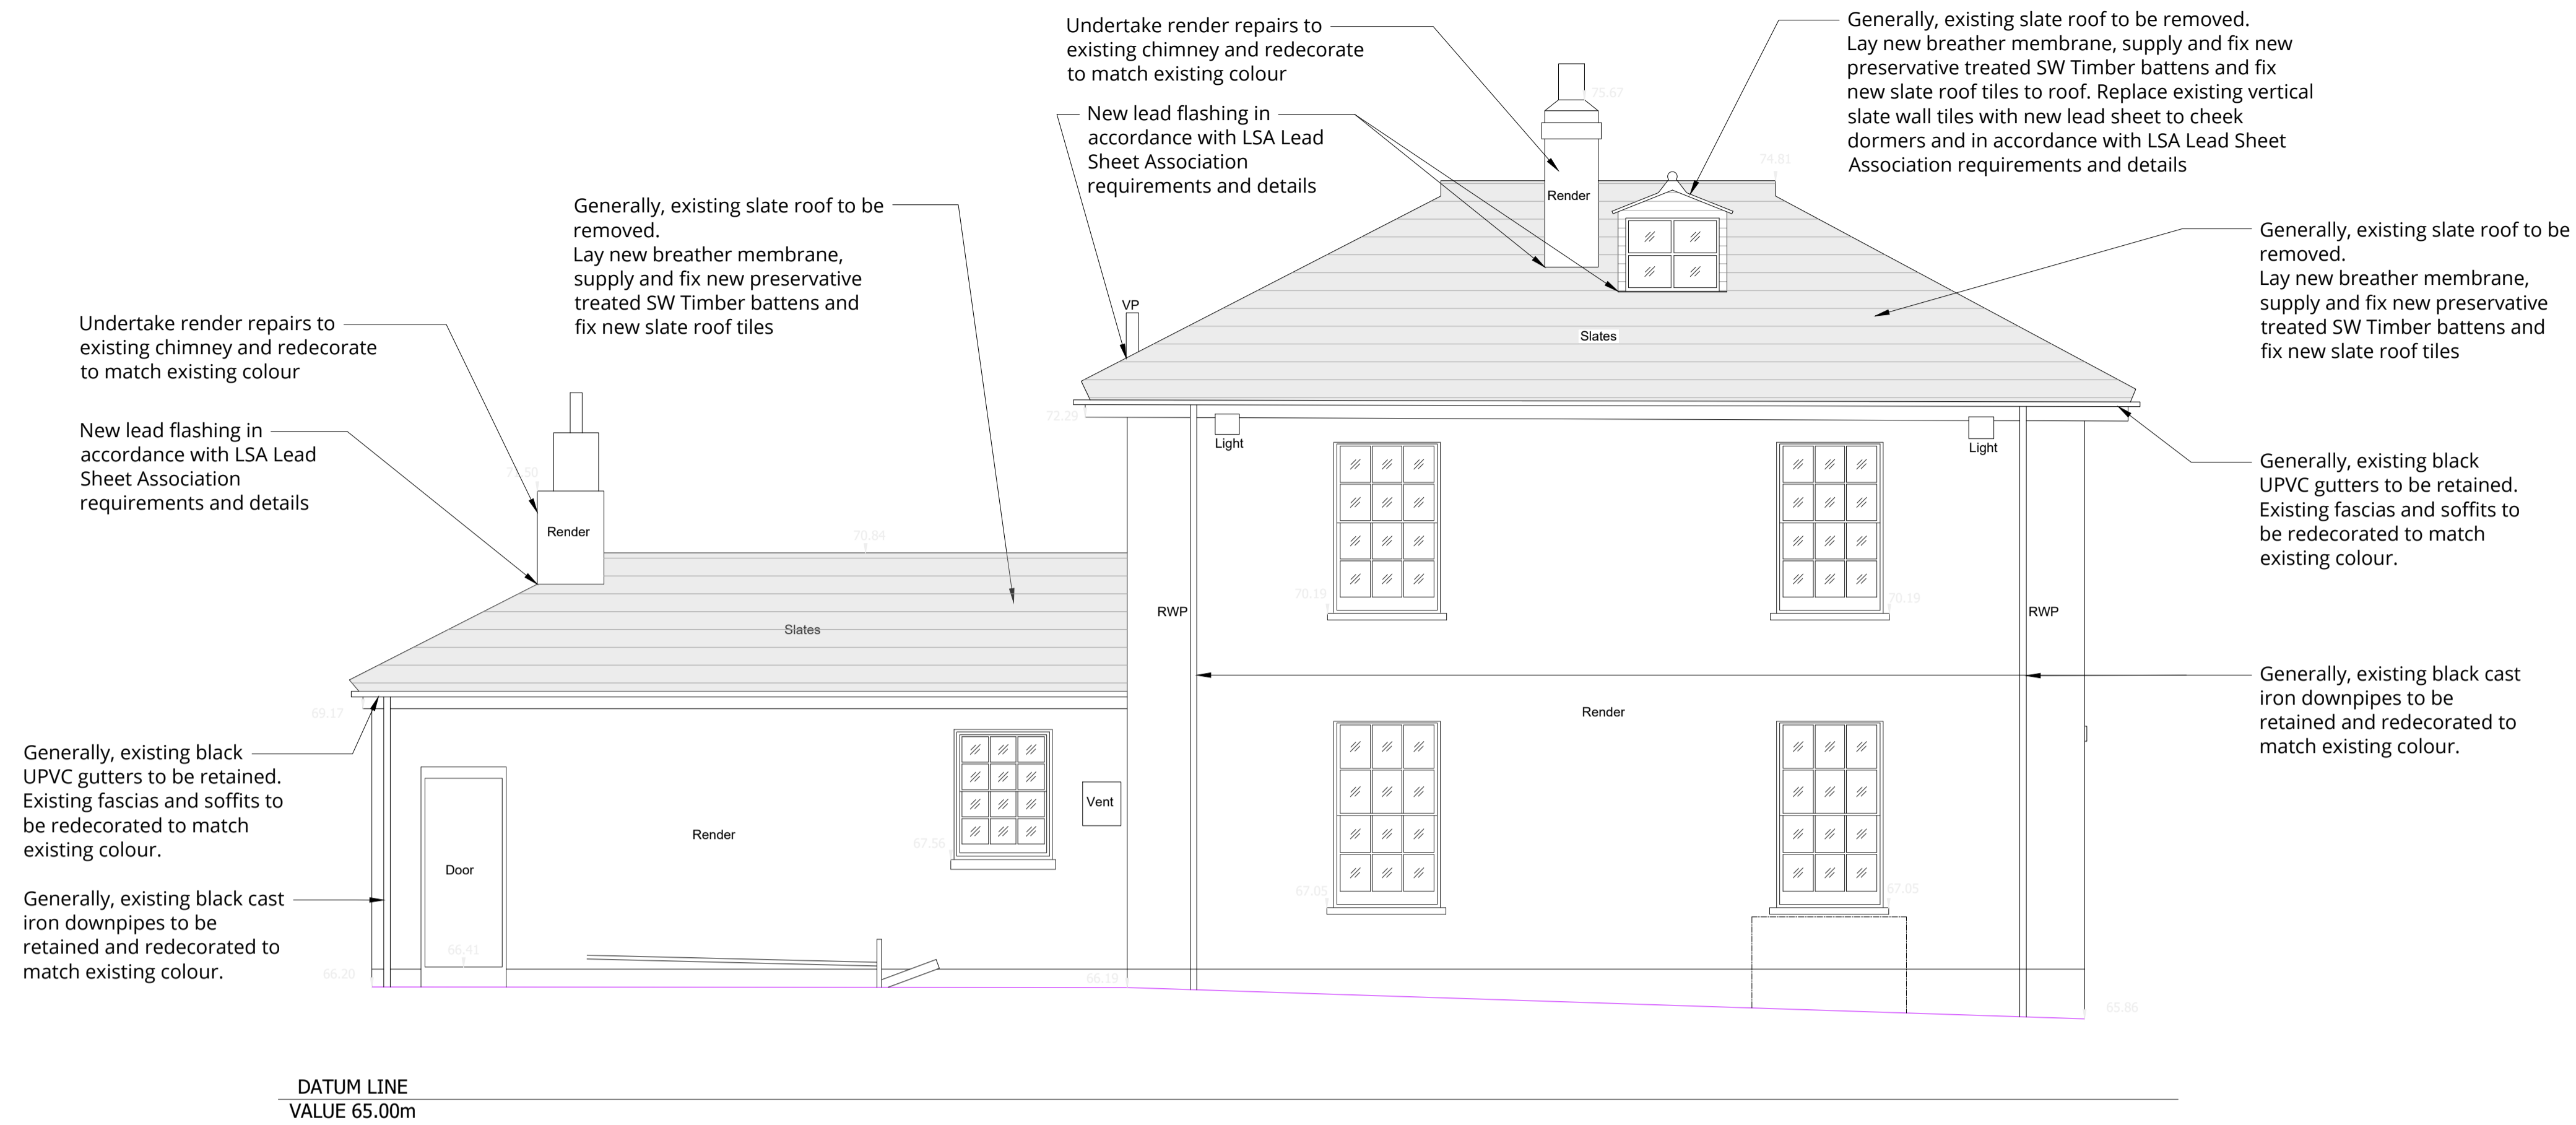 Undertake render repairs to
existing chimney and redecorate
to match existing colour
New lead flashing in
accordance with LSA Lead
Sheet Association
requirements and details
Generally, existing slate roof to be removed.
Lay new breather membrane, supply and fix new
preservative treated SW Timber battens and fix
new slate roof tiles to roof. Replace existing vertical
slate wall tiles with new lead sheet to cheek
dormers and in accordance with LSA Lead Sheet
Association requirements and details
Generally, existing slate roof to be
removed.
Lay new breather membrane,
supply and fix new preservative
treated SW Timber battens and
fix new slate roof tiles
Generally, existing slate roof to be
removed.
Lay new breather membrane,
supply and fix new preservative
treated SW Timber battens and
fix new slate roof tiles
Undertake render repairs to
existing chimney and redecorate
to match existing colour
New lead flashing in
accordance with LSA Lead
Sheet Association
requirements and details
Generally, existing black
UPVC gutters to be retained.
Existing fascias and soffits to
be redecorated to match
existing colour.
Generally, existing black cast
iron downpipes to be
retained and redecorated to
match existing colour.
Generally, existing black
UPVC gutters to be retained.
Existing fascias and soffits to
be redecorated to match
existing colour.
Generally, existing black cast
iron downpipes to be
retained and redecorated to
match existing colour.
75.67
74.81
Render
VP
Slates
72.29
Light
Light
Render
70.84
Slates
70.19
70.19
RWP
RWP
69.17
Render
Vent
Render
67.56
Door
67.05
67.05
66.41
66.20
66.19
65.86
DATUM LINE
VALUE 65.00m